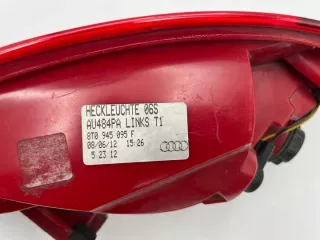 HECKLEUCHTE 06S
AU484PA LINKS T1
8T0 945 095 F
08/06/12 15:26
5 23 12